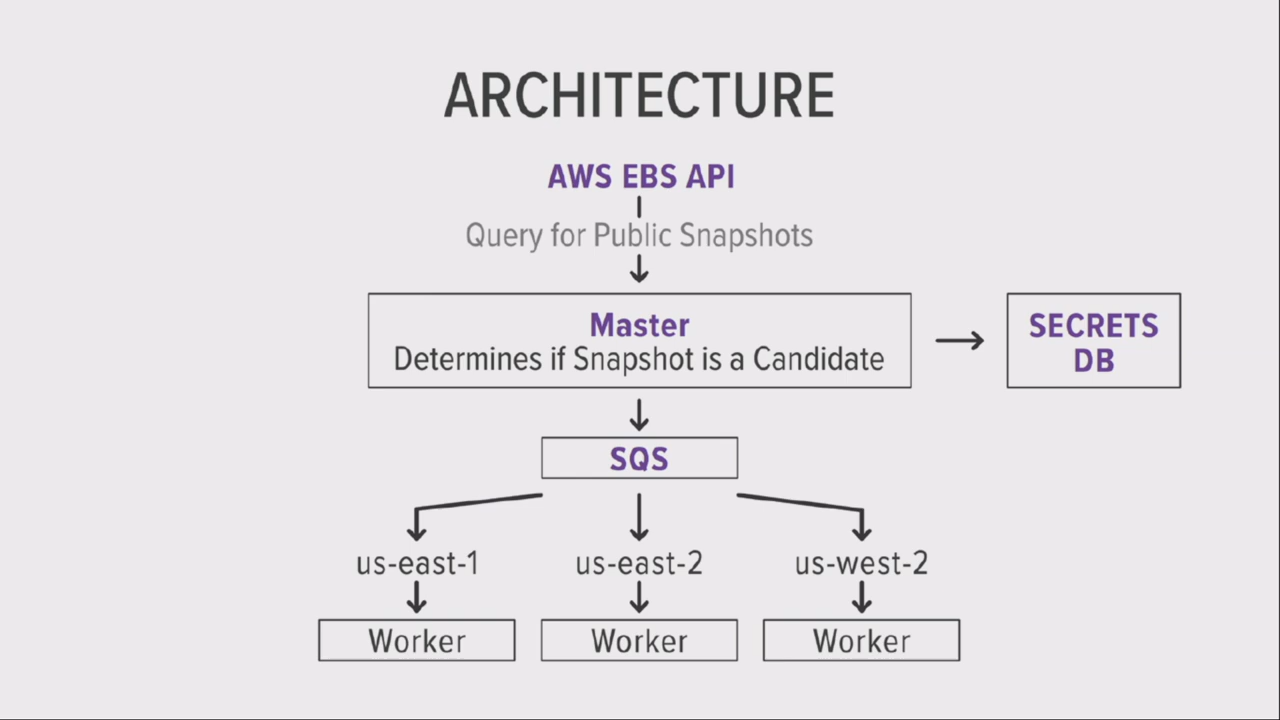 ARCHITECTURE
AWS EBS API
Query for Public Snapshots
Master
Determines if Snapshot is a Candidate
SECRETS
DB
SQS
us-east-1
us-east-2
us-west-2
Worker
Worker
Worker